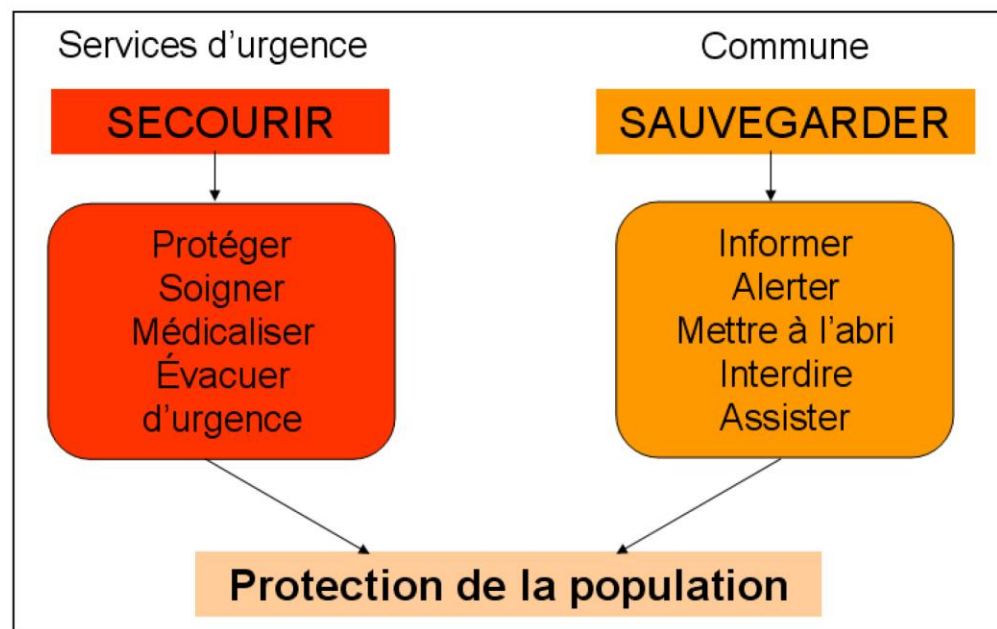 Services d'urgence
SECOURIR
Protéger
Soigner
Médicaliser
Évacuer
d'urgence
Commune
SAUVEGARDER
Informer
Alerter
Mettre à l'abri
Interdire
Assister
Protection de la population